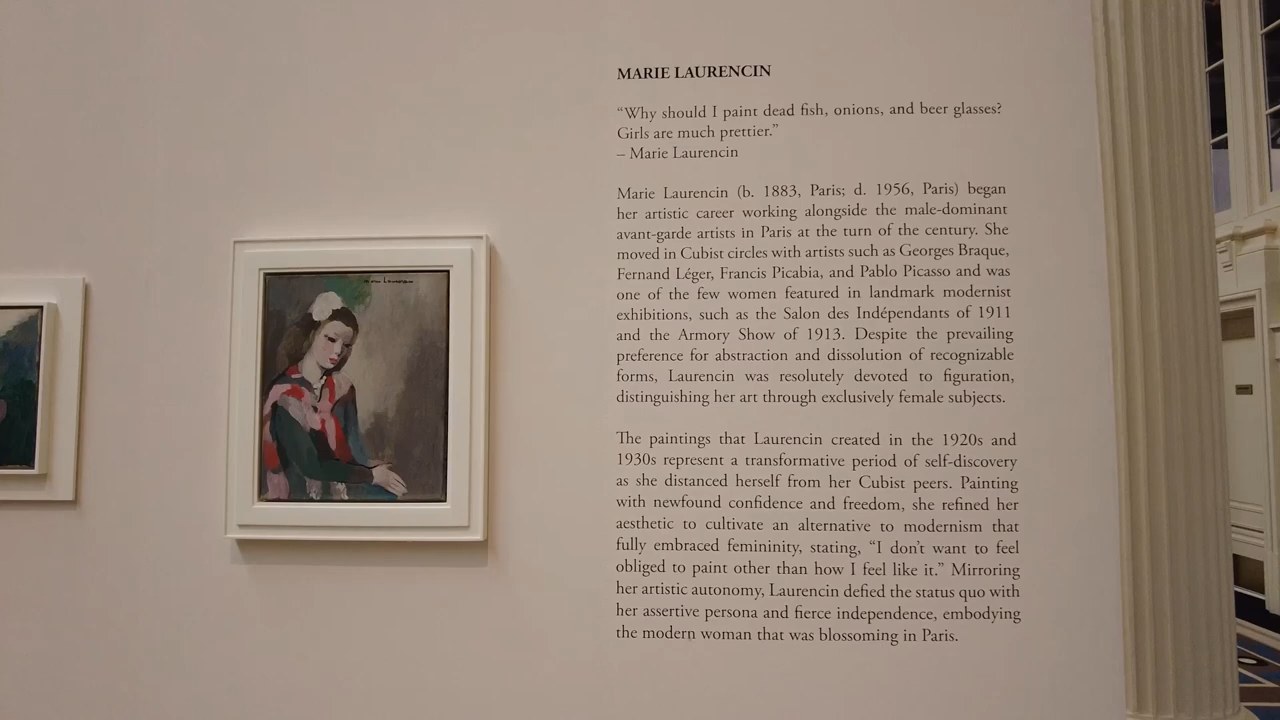 MARIE LAURENCIN
“Why should I paint dead fish, onions, and beer glasses?
Girls are much prettier.”
– Marie Laurencin
Marie Laurencin (b. 1883, Paris; d. 1956, Paris) began
her artistic career working alongside the male-dominant
avant-garde artists in Paris at the turn of the century. She
moved in Cubist circles with artists such as Georges Braque,
Fernand Léger, Francis Picabia, and Pablo Picasso and was
one of the few women featured in landmark modernist
exhibitions, such as the Salon des Indépendants of 1911
and the Armory Show of 1913. Despite the prevailing
preference for abstraction and dissolution of recognizable
forms, Laurencin was resolutely devoted to figuration,
distinguishing her art through exclusively female subjects.
The paintings that Laurencin created in the 1920s and
1930s represent a transformative period of self-discovery
as she distanced herself from her Cubist peers. Painting
with newfound confidence and freedom, she refined her
aesthetic to cultivate an alternative to modernism that
fully embraced femininity, stating, “I don’t want to feel
obliged to paint other than how I feel like it.” Mirroring
her artistic autonomy, Laurencin defied the status quo with
her assertive persona and fierce independence, embodying
the modern woman that was blossoming in Paris.